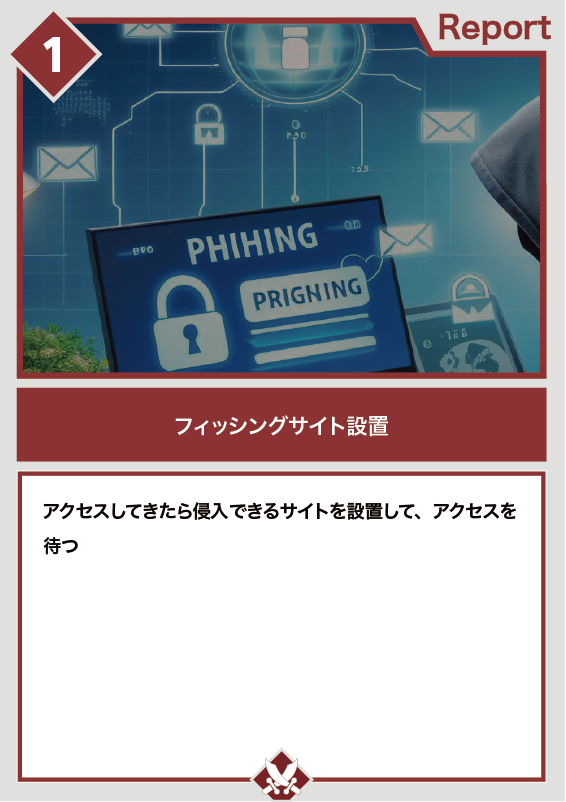 1
Report
PHIHING
PRIGHING
フィッシングサイト設置
アクセスしてきたら侵入できるサイトを設置して、アクセスを
待つ